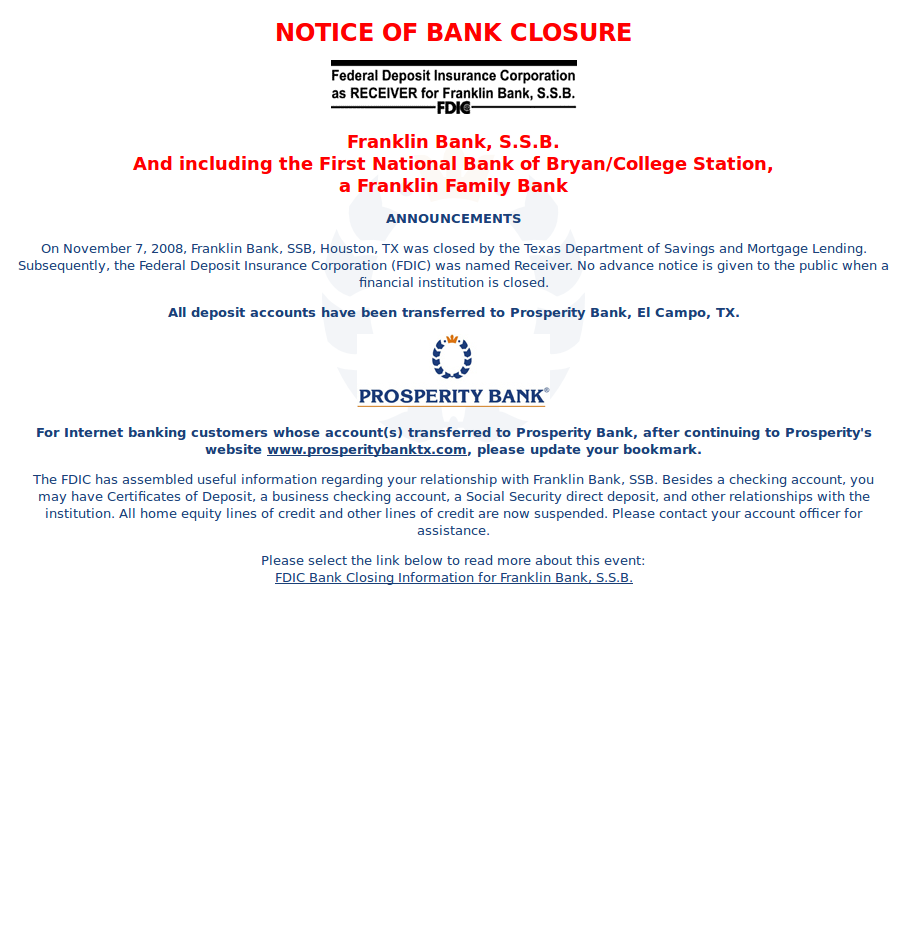 NOTICE OF BANK CLOSURE
Federal Deposit Insurance Corporation
as RECEIVER for Franklin Bank, S.S.B.
FDIC
Franklin Bank, S.S.B.
And including the First National Bank of Bryan/College Station,
a Franklin Family Bank
ANNOUNCEMENTS
On November 7, 2008, Franklin Bank, SSB, Houston, TX was closed by the Texas Department of Savings and Mortgage Lending.
Subsequently, the Federal Deposit Insurance Corporation (FDIC) was named Receiver. No advance notice is given to the public when a
financial institution is closed.
All deposit accounts have been transferred to Prosperity Bank, El Campo, TX.
PROSPERITY BANK®
For Internet banking customers whose account(s) transferred to Prosperity Bank, after continuing to Prosperity's
website www.prosperitybanktx.com, please update your bookmark.
The FDIC has assembled useful information regarding your relationship with Franklin Bank, SSB. Besides a checking account, you
may have Certificates of Deposit, a business checking account, a Social Security direct deposit, and other relationships with the
institution. All home equity lines of credit and other lines of credit are now suspended. Please contact your account officer for
assistance.
Please select the link below to read more about this event:
FDIC Bank Closing Information for Franklin Bank, S.S.B.